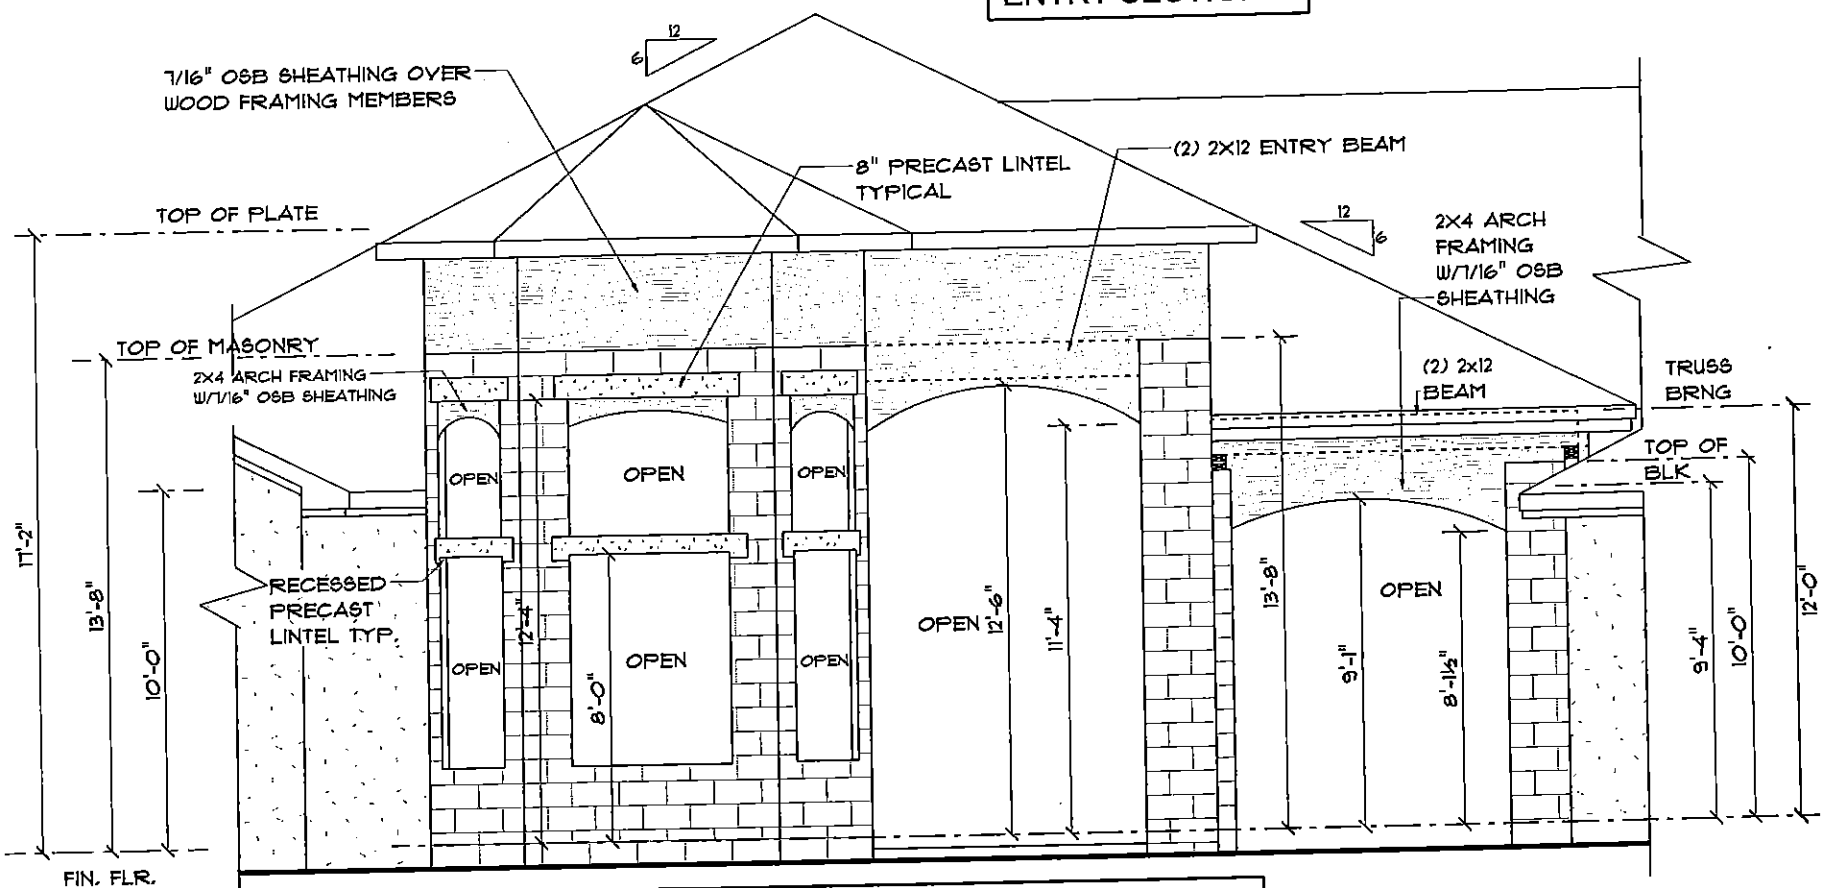 12
6
7/16" OSB SHEATHING OVER
WOOD FRAMING MEMBERS
(2) 2X12 ENTRY BEAM
8" PRECAST LINTEL
TYPICAL
TOP OF PLATE
12
6
2X4 ARCH
FRAMING
W/7/16" OSB
SHEATHING
TOP OF MASONRY
2X4 ARCH FRAMING
W/7/16" OSB SHEATHING
(2) 2x12
BEAM
TRUSS
BRNG
TOP OF
BLK
OPEN
OPEN
OPEN
RECESSED
PRECAST
LINTEL TYP.
OPEN
OPEN
OPEN
OPEN
OPEN
17'-2"
13'-8"
10'-0"
12'-4"
8'-0"
12'-6"
11'-4"
13'-8"
9'-1"
8'-1½"
9'-4"
10'-0"
12'-0"
FIN. FLR.